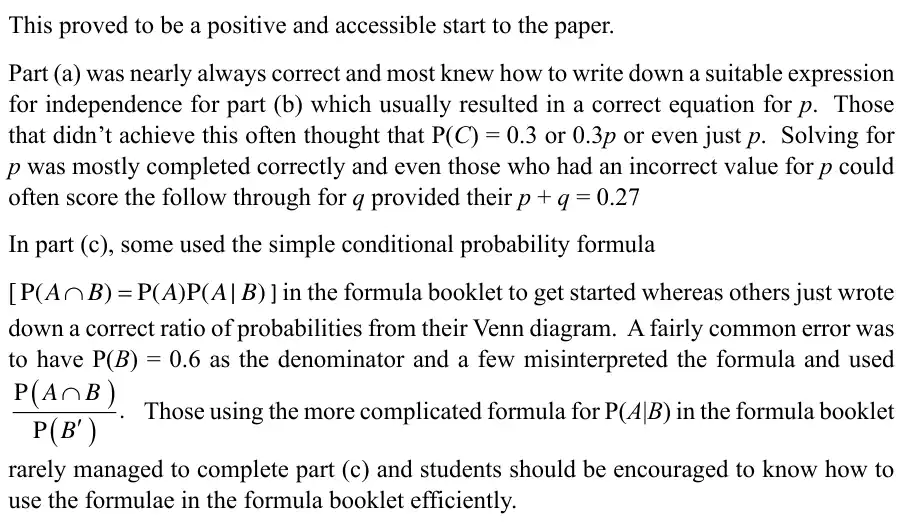 This proved to be a positive and accessible start to the paper.
Part (a) was nearly always correct and most knew how to write down a suitable expression
for independence for part (b) which usually resulted in a correct equation for p. Those
that didn’t achieve this often thought that P(C) = 0.3 or 0.3p or even just p. Solving for
p was mostly completed correctly and even those who had an incorrect value for p could
often score the follow through for q provided their p + q = 0.27
In part (c), some used the simple conditional probability formula
[ P(A∩B) = P(A)P(A | B) ] in the formula booklet to get started whereas others just wrote
down a correct ratio of probabilities from their Venn diagram. A fairly common error was
to have P(B) = 0.6 as the denominator and a few misinterpreted the formula and used
P(A∩B)
P(B′)
. Those using the more complicated formula for P(A|B) in the formula booklet
rarely managed to complete part (c) and students should be encouraged to know how to
use the formulae in the formula booklet efficiently.